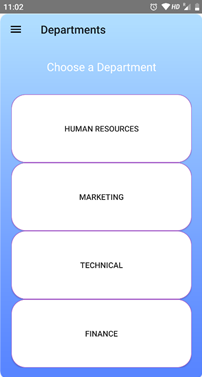 11:02
HD
Departments
Choose a Department
HUMAN RESOURCES
MARKETING
TECHNICAL
FINANCE